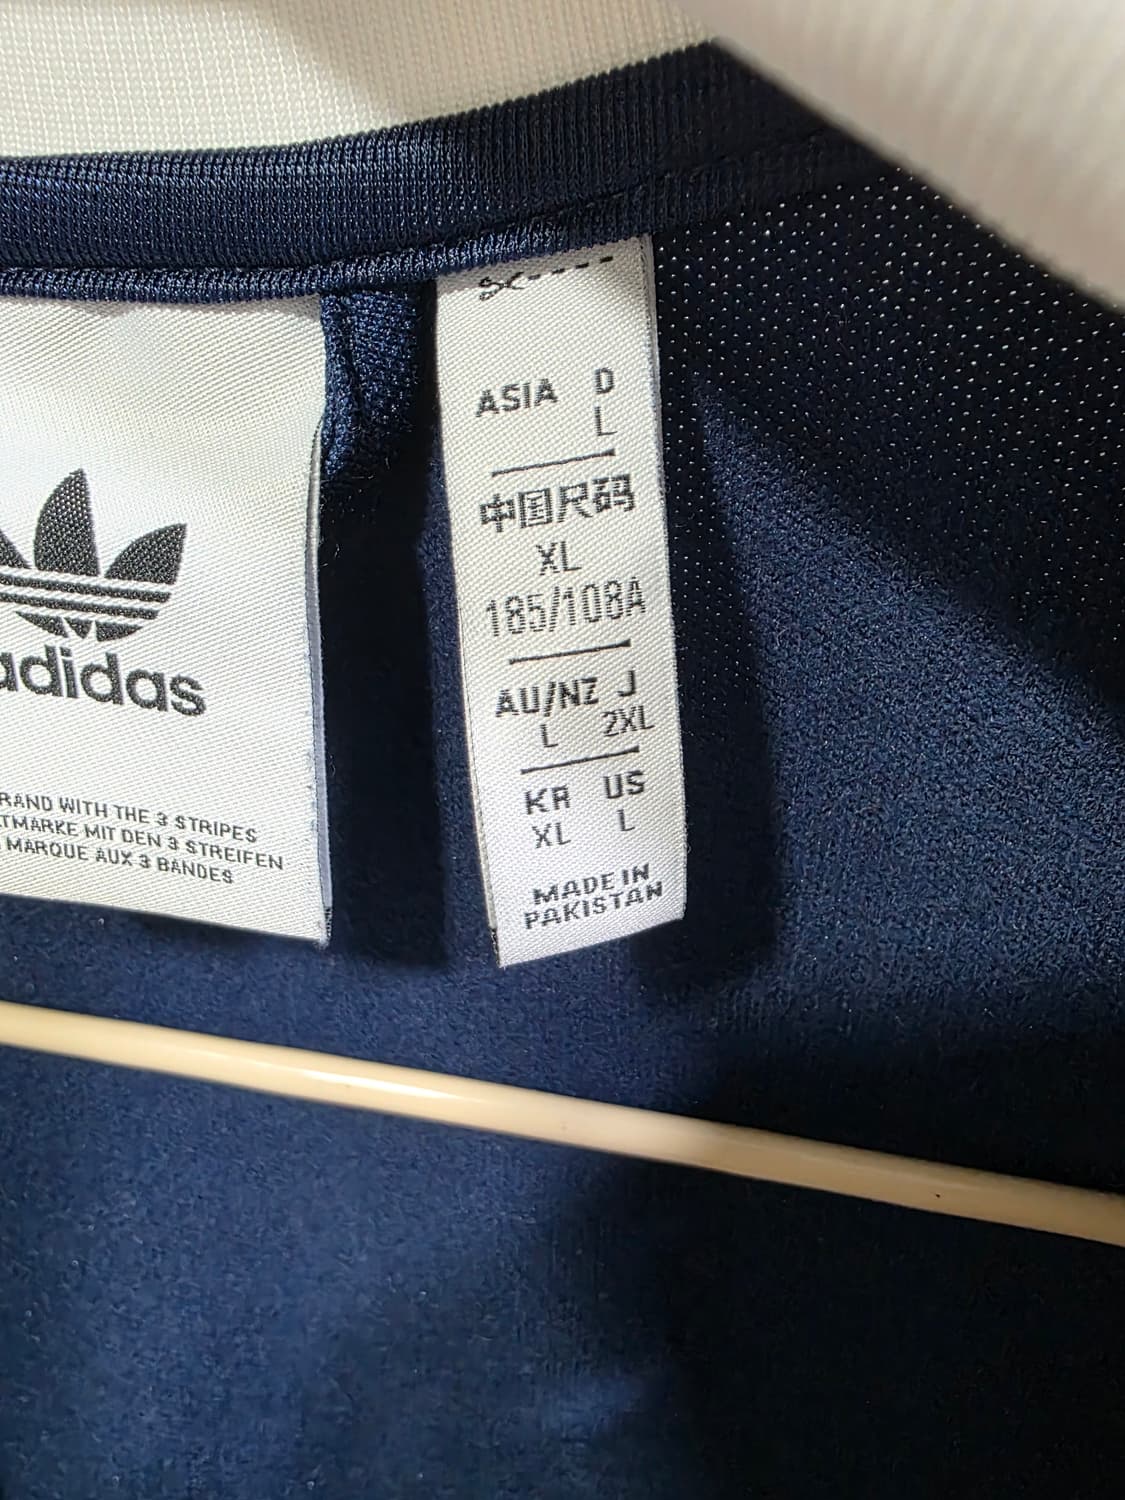 adidas
RAND WITH THE 3 STRIPES
TMARKE MIT DEN 3 STREIFEN
MARQUE AUX 3 BANDES
ASIA D
L
中国尺码
XL
185/108A
AU/NZ J
L 2XL
KR US
XL L
MADE IN
PAKISTAN